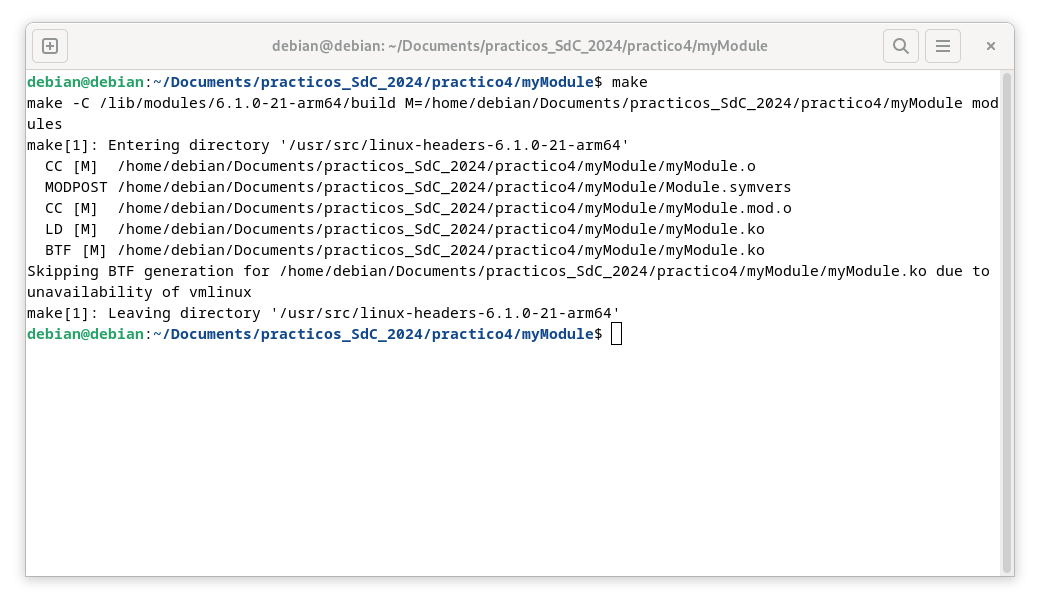 debian@debian: ~/Documents/practicos_SdC_2024/practico4/myModule
debian@debian:~/Documents/practicos_SdC_2024/practico4/myModule$ make
make -C /lib/modules/6.1.0-21-arm64/build M=/home/debian/Documents/practicos_SdC_2024/practico4/myModule mod
ules
make[1]: Entering directory '/usr/src/linux-headers-6.1.0-21-arm64'
  CC [M]  /home/debian/Documents/practicos_SdC_2024/practico4/myModule/myModule.o
  MODPOST /home/debian/Documents/practicos_SdC_2024/practico4/myModule/Module.symvers
  CC [M]  /home/debian/Documents/practicos_SdC_2024/practico4/myModule/myModule.mod.o
  LD [M]  /home/debian/Documents/practicos_SdC_2024/practico4/myModule/myModule.ko
  BTF [M] /home/debian/Documents/practicos_SdC_2024/practico4/myModule/myModule.ko
Skipping BTF generation for /home/debian/Documents/practicos_SdC_2024/practico4/myModule/myModule.ko due to
unavailability of vmlinux
make[1]: Leaving directory '/usr/src/linux-headers-6.1.0-21-arm64'
debian@debian:~/Documents/practicos_SdC_2024/practico4/myModule$